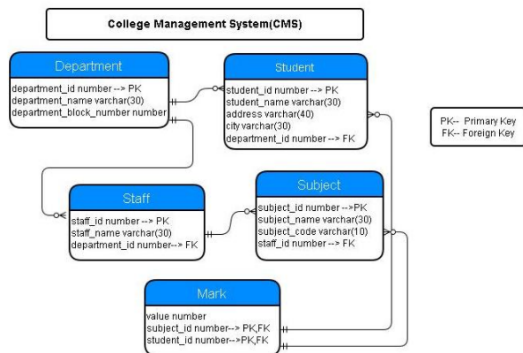 College Management System(CMS)
Department
department_id number --> PK
department_name varchar(30)
department_block_number number
Student
student_id number --> PK
student_name varchar(30)
address varchar(40)
city varchar(30)
department_id number --> FK
PK-- Primary Key
FK-- Foreign Key
Staff
staff_id number --> PK
staff_name varchar(30)
department_id number--> FK
Subject
subject_id number -->PK
subject_name varchar(30)
subject_code varchar(10)
staff_id number --> FK
Mark
value number
subject_id number--> PK,FK
student_id number-->PK,FK